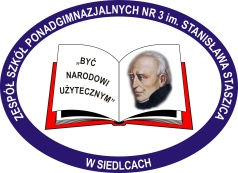 ZESPÓŁ SZKÓŁ PONADGIMNAZJALNYCH NR 3 im. STANISŁAWA STASZICA
„BYĆ
NARODOWI
UŻYTECZNYM”
W SIEDLCACH